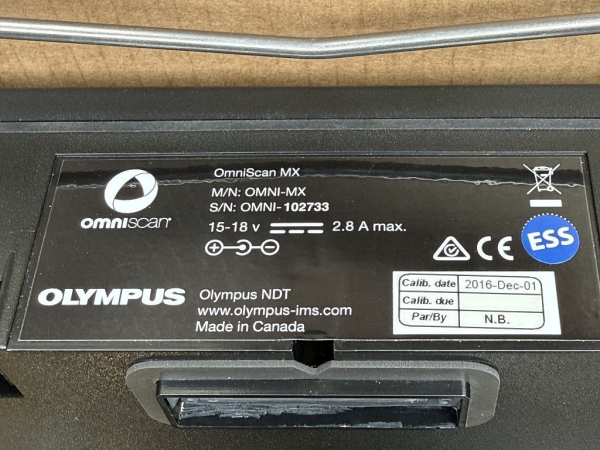 OmniScan MX
M/N: OMNI-MX
S/N: OMNI-102733
15-18 v 2.8 A max.
omniscan
CE
ESS
OLYMPUS
Olympus NDT
www.olympus-ims.com
Made in Canada
Calib. date 2016-Dec-01
Calib. due
Par/By N.B.